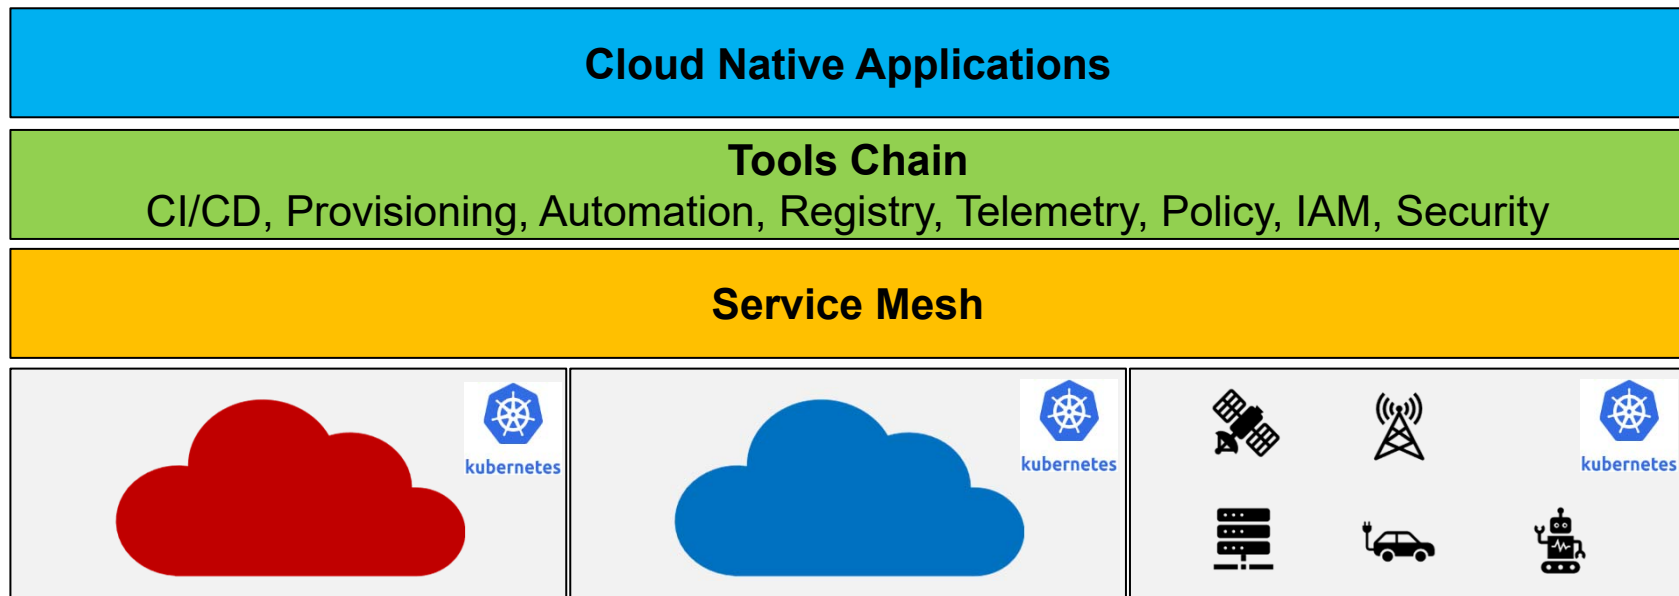 Cloud Native Applications
Tools Chain
CI/CD, Provisioning, Automation, Registry, Telemetry, Policy, IAM, Security
Service Mesh
kubernetes
kubernetes
kubernetes